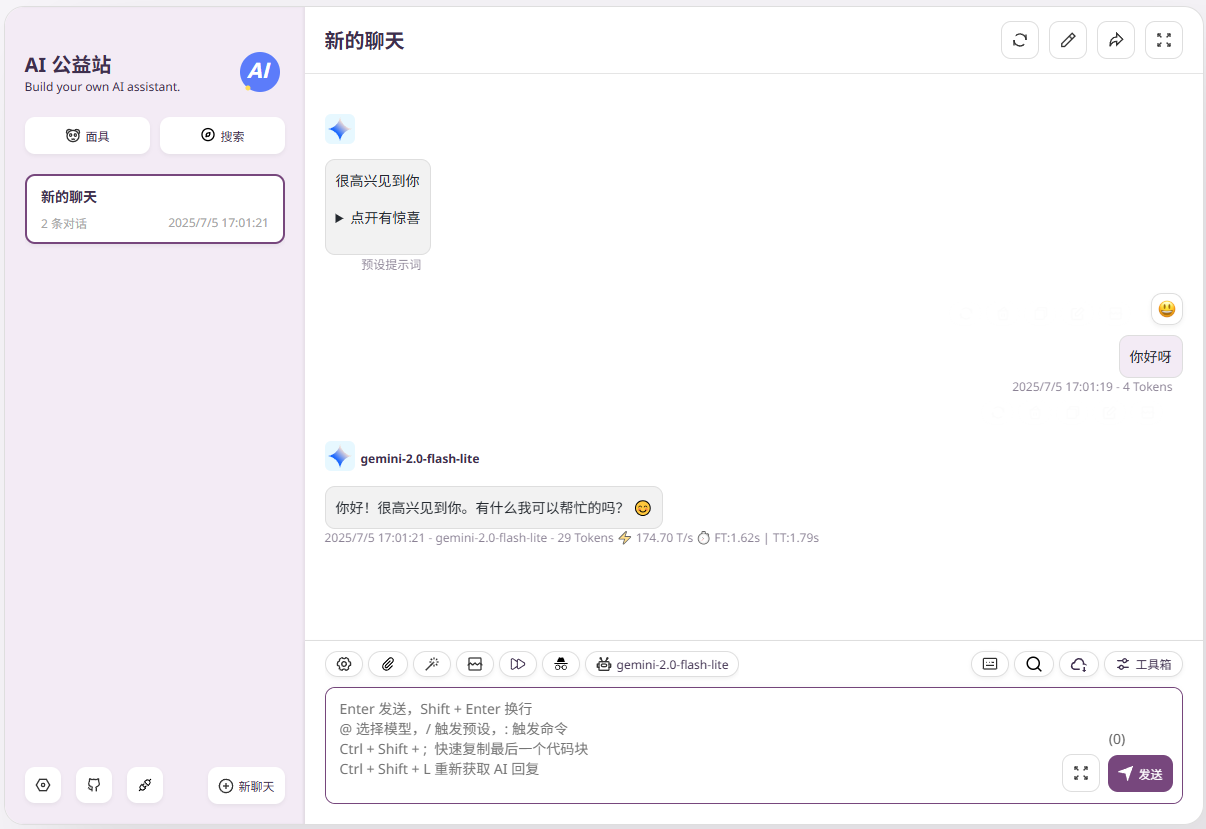 AI 公益站
Build your own AI assistant.
AI
面具
搜索
新的聊天
2 条对话
2025/7/5 17:01:21
新聊天
新的聊天
很高兴见到你
▶ 点开有惊喜
预设提示词
😃
你好呀
2025/7/5 17:01:19 - 4 Tokens
gemini-2.0-flash-lite
你好！很高兴见到你。有什么我可以帮忙的吗？ 😊
2025/7/5 17:01:21 - gemini-2.0-flash-lite - 29 Tokens ⚡ 174.70 T/s ⏱ FT:1.62s | TT:1.79s
gemini-2.0-flash-lite
工具箱
Enter 发送，Shift + Enter 换行
@ 选择模型，/ 触发预设，: 触发命令
Ctrl + Shift + ；快速复制最后一个代码块
Ctrl + Shift + L 重新获取 AI 回复
(0)
发送